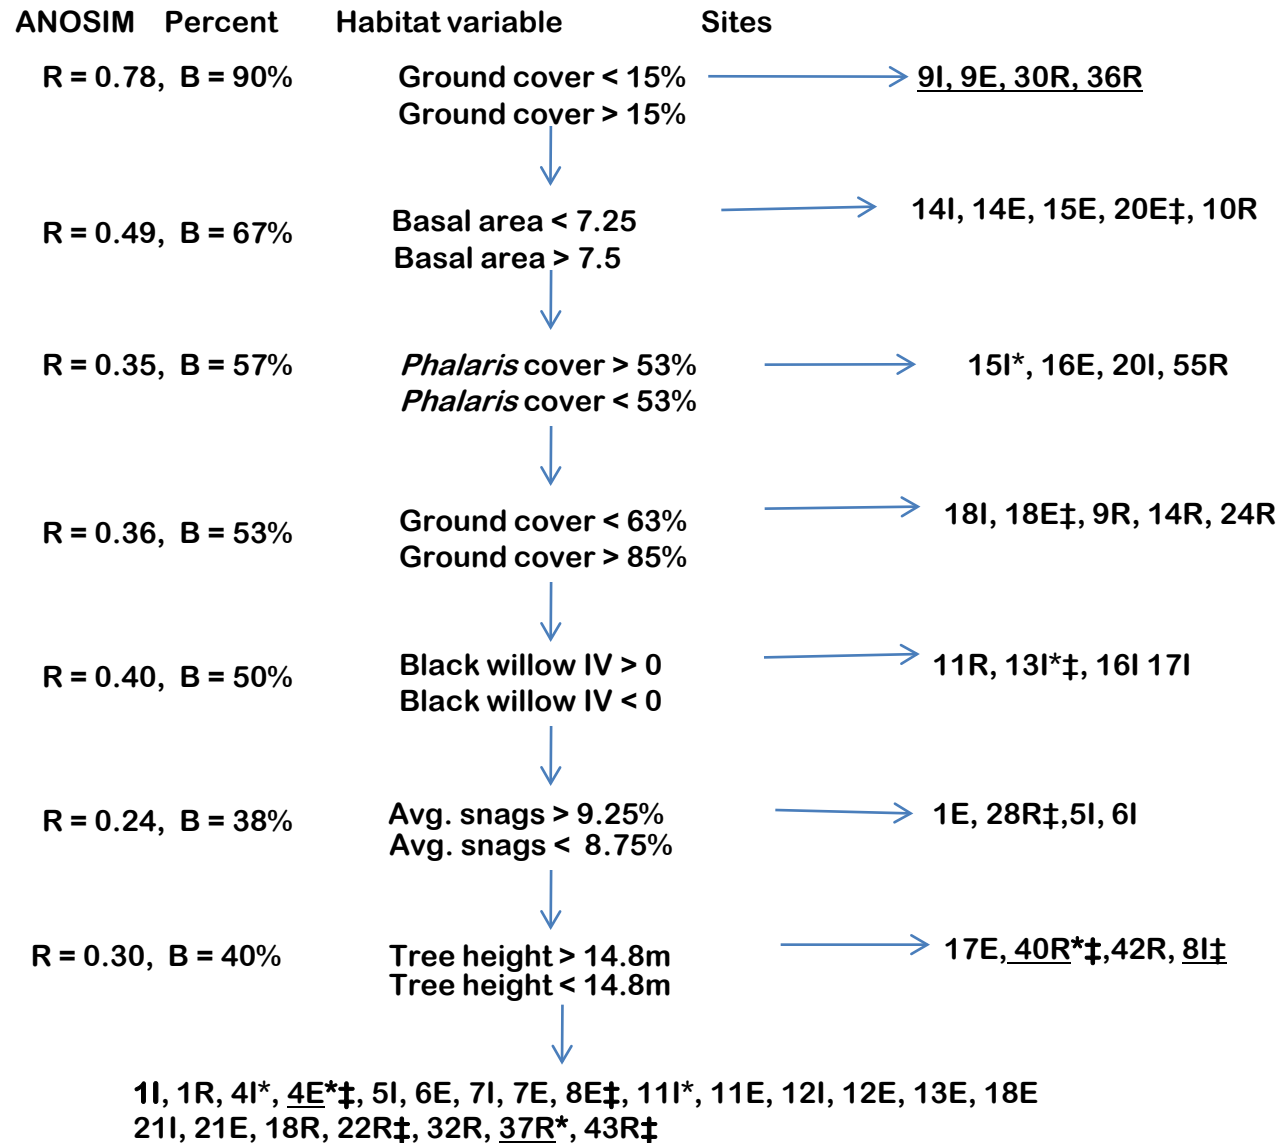 ANOSIM Percent Habitat variable Sites
R = 0.78, B = 90% Ground cover < 15% 9I, 9E, 30R, 36R
Ground cover > 15%
R = 0.49, B = 67% Basal area < 7.25 14I, 14E, 15E, 20E‡, 10R
Basal area > 7.5
R = 0.35, B = 57% Phalaris cover > 53% 15I*, 16E, 20I, 55R
Phalaris cover < 53%
R = 0.36, B = 53% Ground cover < 63% 18I, 18E‡, 9R, 14R, 24R
Ground cover > 85%
R = 0.40, B = 50% Black willow IV > 0 11R, 13I*‡, 16I 17I
Black willow IV < 0
R = 0.24, B = 38% Avg. snags > 9.25% 1E, 28R‡,5I, 6I
Avg. snags < 8.75%
R = 0.30, B = 40% Tree height > 14.8m 17E, 40R*‡,42R, 8I‡
Tree height < 14.8m
1I, 1R, 4I*, 4E*‡, 5I, 6E, 7I, 7E, 8E‡, 11I*, 11E, 12I, 12E, 13E, 18E
21I, 21E, 18R, 22R‡, 32R, 37R*, 43R‡